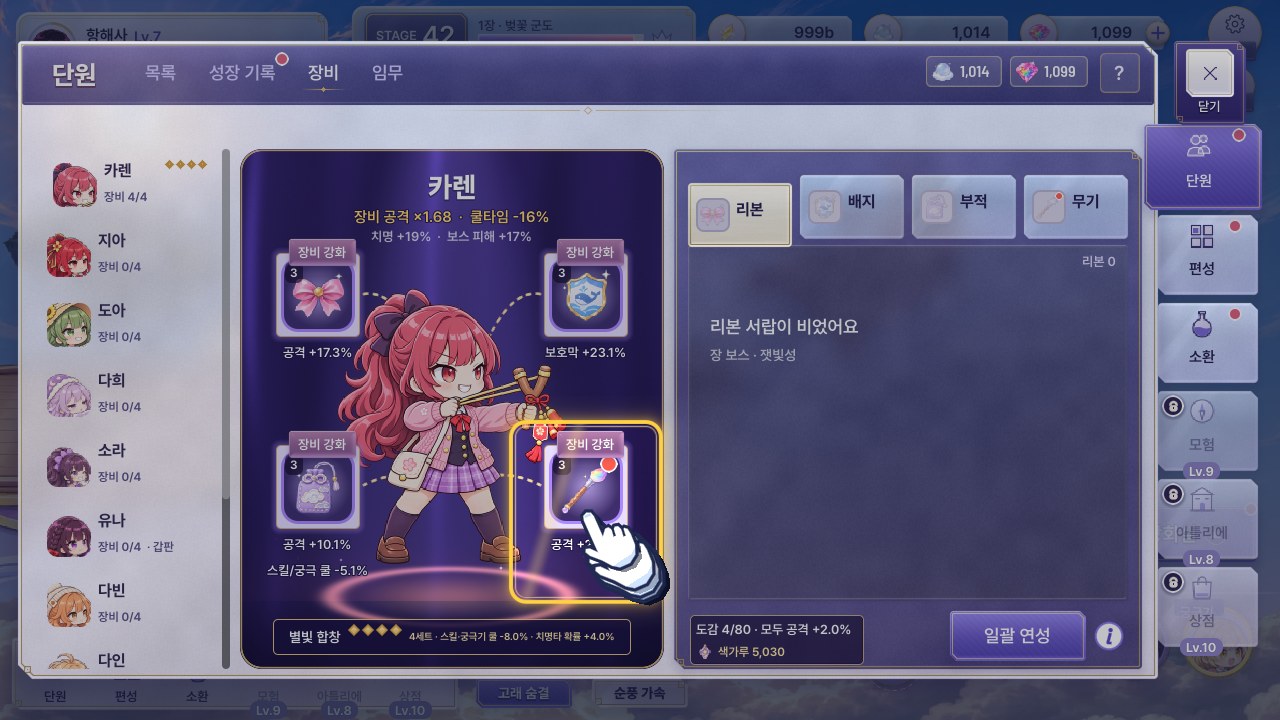 항해사 Lv.7
STAGE 42
1장 · 벚꽃 군도
999b
1,014
1,099
단원
목록
성장 기록
장비
임무
1,014
1,099
?
닫기
카렌
장비 4/4
지아
장비 0/4
도아
장비 0/4
다희
장비 0/4
소라
장비 0/4
유나
장비 0/4 · 갑판
다빈
장비 0/4
다인
카렌
장비 공격 ×1.68 · 쿨타임 -16%
치명 +19% · 보스 피해 +17%
장비 강화
3
공격 +17.3%
장비 강화
3
보호막 +23.1%
장비 강화
3
공격 +10.1%
스킬/궁극 쿨 -5.1%
장비 강화
3
공격
별빛 합창
4세트 · 스킬·궁극기 쿨 -8.0% · 치명타 확률 +4.0%
리본
배지
부적
무기
리본 0
리본 서랍이 비었어요
장 보스 · 잿빛성
도감 4/80 · 모두 공격 +2.0%
색가루 5,030
일괄 연성
i
단원
편성
소환
모험
Lv.9
아틀리에
Lv.8
상점
Lv.10
단원
편성
소환
모험
Lv.9
아틀리에
Lv.8
상점
Lv.10
고래 숨결
순풍 가속